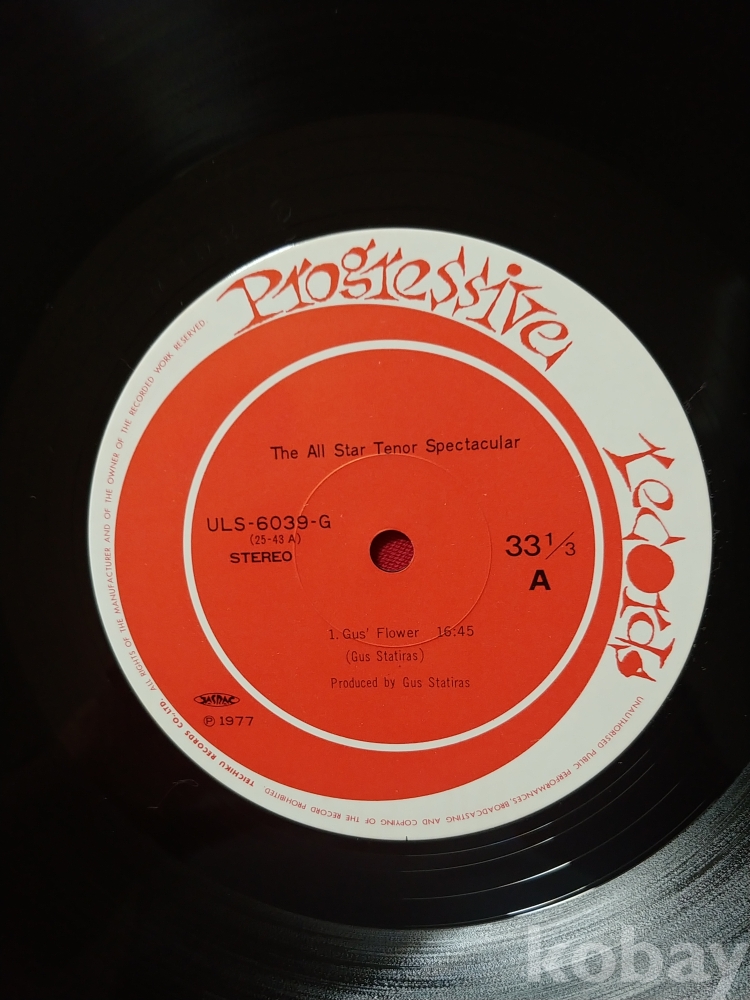 Progressive
records
The All Star Tenor Spectacular
ULS-6039-G
(25-43 A)
STEREO
33 1/3
A
1. Gus' Flower 16:45
(Gus Statiras)
Produced by Gus Statiras
JASRAC
Ⓟ 1977
TEICHIKU RECORDS CO., LTD. ALL RIGHTS OF THE MANUFACTURER AND OF THE OWNER OF THE RECORDED WORK RESERVED.
UNAUTHORISED PUBLIC PERFORMANCES, BROADCASTING AND COPYING OF THE RECORD PROHIBITED
kobay